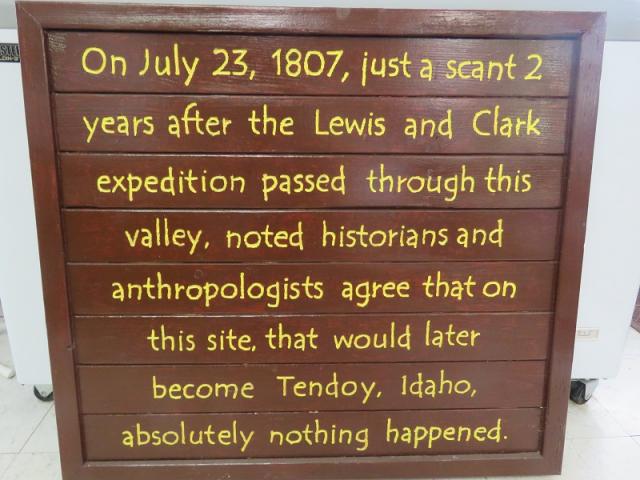 On July 23, 1807, just a scant 2
years after the Lewis and Clark
expedition passed through this
valley, noted historians and
anthropologists agree that on
this site, that would later
become Tendoy, Idaho,
absolutely nothing happened.